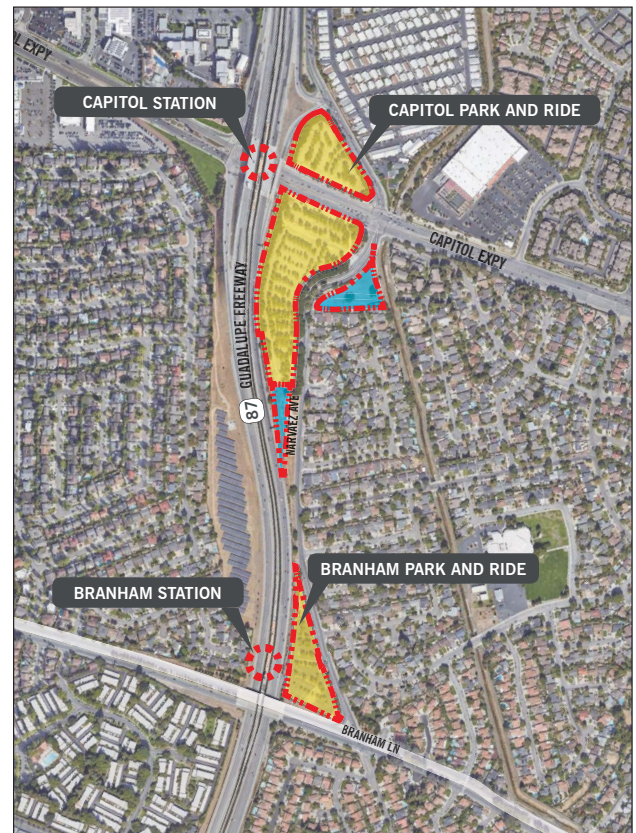 OL EXPY
CAPITOL STATION
CAPITOL PARK AND RIDE
CAPITOL EXPY
GUADALUPE FREEWAY
87
NARVAEZ AVE
BRANHAM PARK AND RIDE
BRANHAM STATION
BRANHAM LN